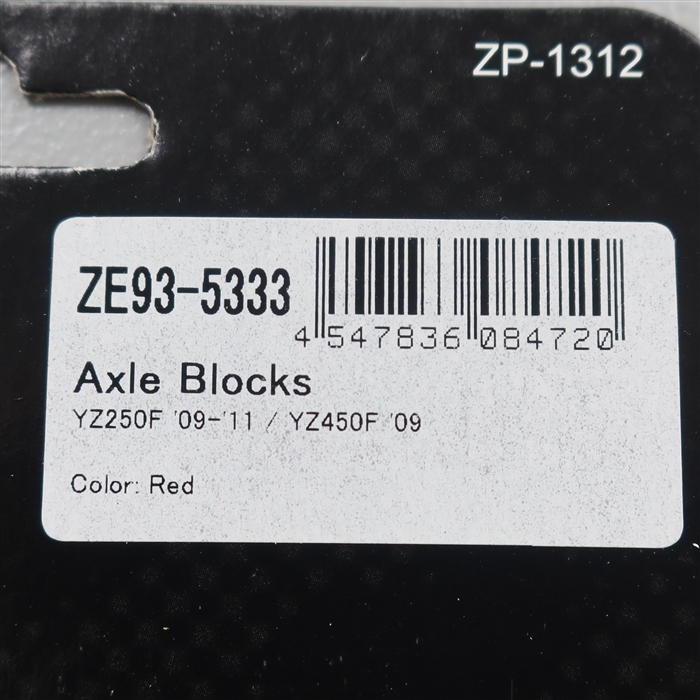 ZP-1312
ZE93-5333
4 547836 084720
Axle Blocks
YZ250F '09-'11 / YZ450F '09
Color: Red